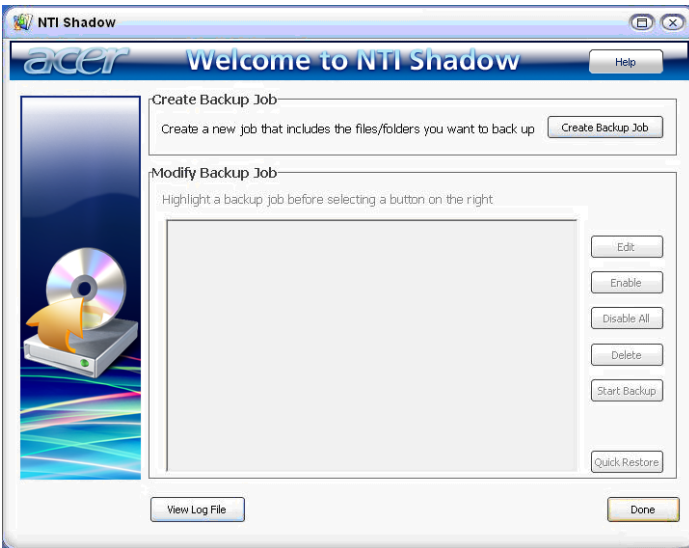 NTI Shadow
acer
Welcome to NTI Shadow
Help
Create Backup Job
Create a new job that includes the files/folders you want to back up
Create Backup Job
Modify Backup Job
Highlight a backup job before selecting a button on the right
Edit
Enable
Disable All
Delete
Start Backup
Quick Restore
View Log File
Done